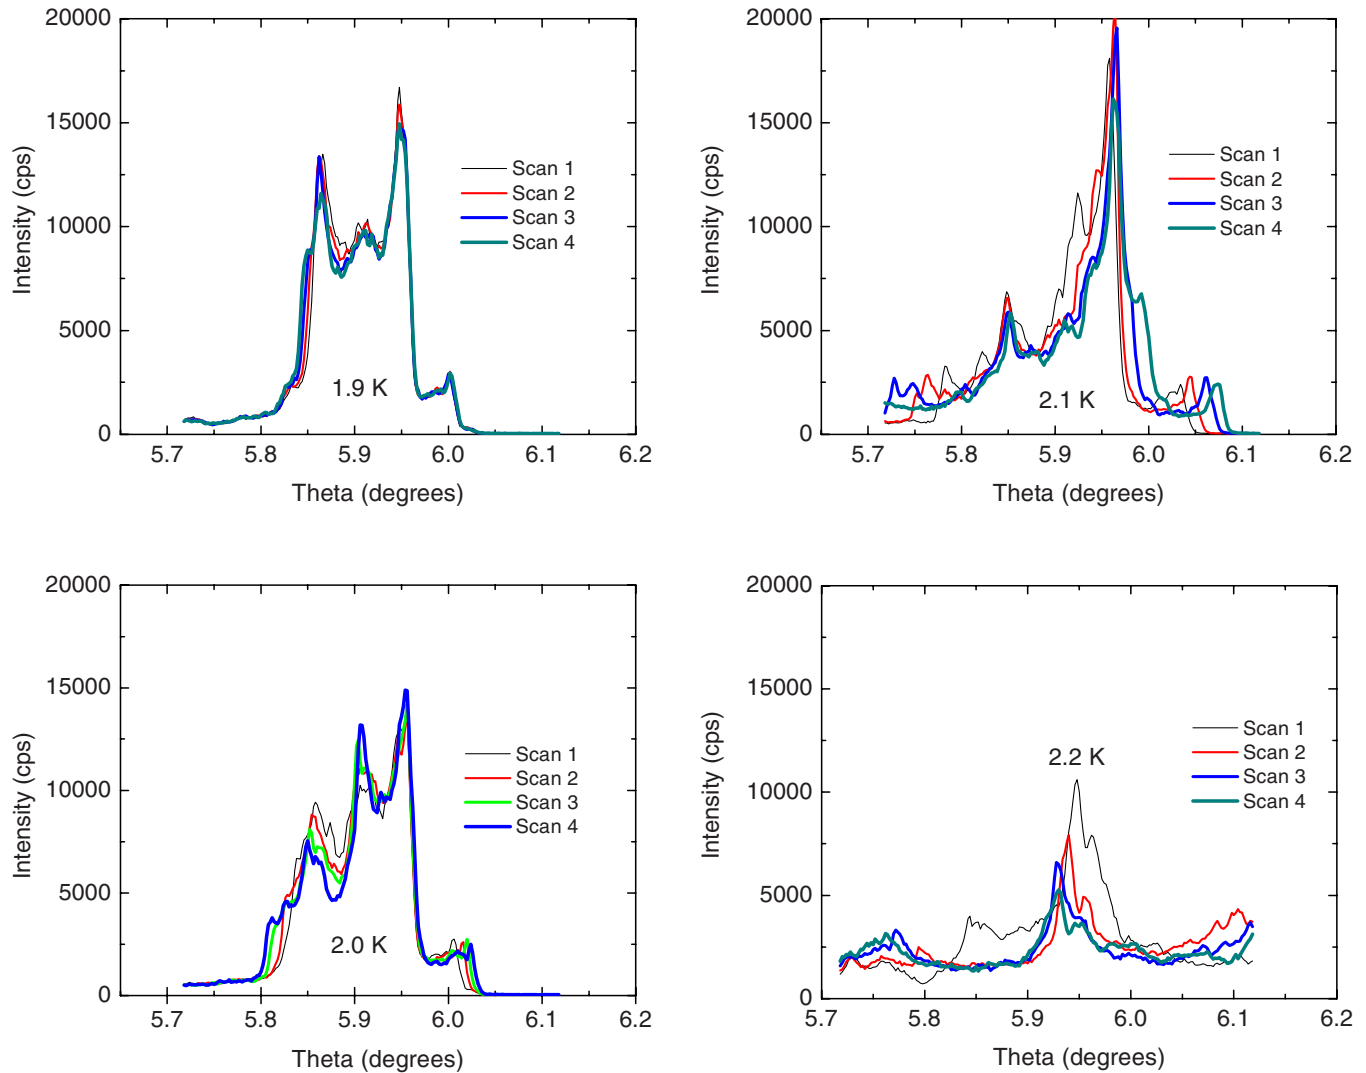 20000
15000
10000
5000
0
Intensity (cps)
Scan 1
Scan 2
Scan 3
Scan 4
1.9 K
5.7 5.8 5.9 6.0 6.1 6.2
Theta (degrees)
20000
15000
10000
5000
0
Intensity (cps)
Scan 1
Scan 2
Scan 3
Scan 4
2.1 K
5.7 5.8 5.9 6.0 6.1 6.2
Theta (degrees)
20000
15000
10000
5000
0
Intensity (cps)
Scan 1
Scan 2
Scan 3
Scan 4
2.0 K
5.7 5.8 5.9 6.0 6.1 6.2
Theta (degrees)
20000
15000
10000
5000
0
Intensity (cps)
Scan 1
Scan 2
Scan 3
Scan 4
2.2 K
5.7 5.8 5.9 6.0 6.1 6.2
Theta (degrees)